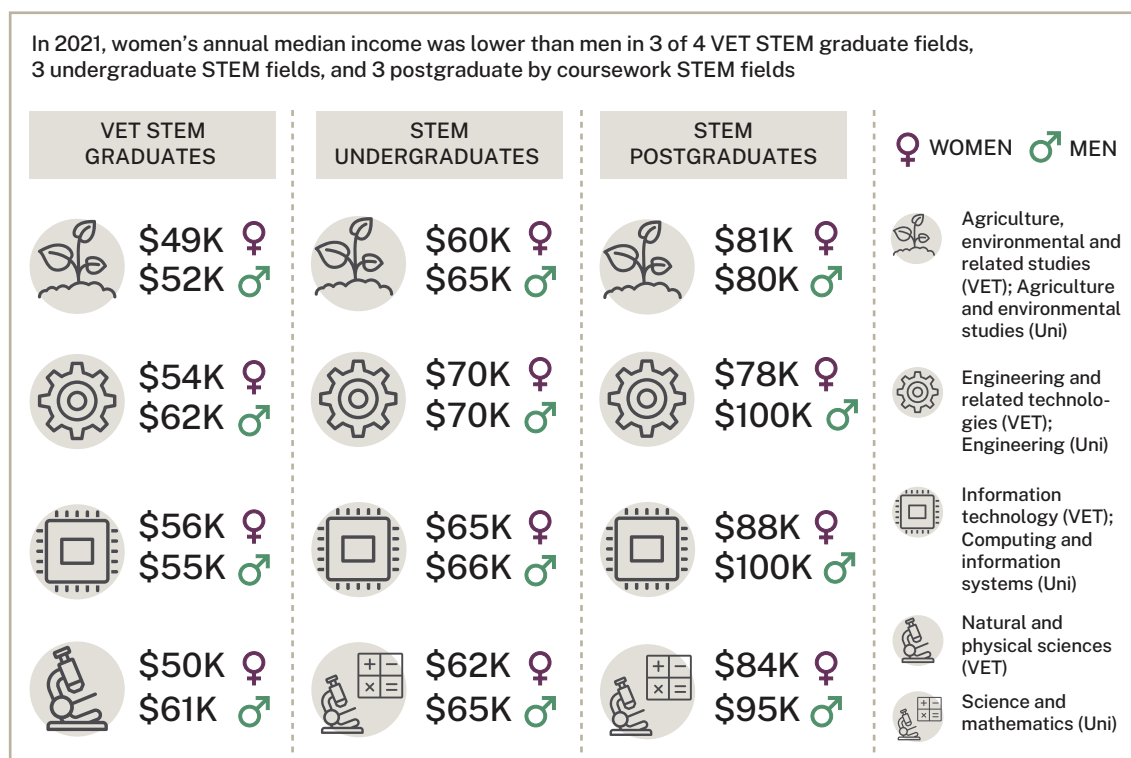 In 2021, women’s annual median income was lower than men in 3 of 4 VET STEM graduate fields,
3 undergraduate STEM fields, and 3 postgraduate by coursework STEM fields
VET STEM
GRADUATES
$49K
$52K
$54K
$62K
$56K
$55K
$50K
$61K
STEM
UNDERGRADUATES
$60K
$65K
$70K
$70K
$65K
$66K
$62K
$65K
STEM
POSTGRADUATES
$81K
$80K
$78K
$100K
$88K
$100K
$84K
$95K
WOMEN MEN
Agriculture,
environmental and
related studies
(VET); Agriculture
and environmental
studies (Uni)
Engineering and
related technolo-
gies (VET);
Engineering (Uni)
Information
technology (VET);
Computing and
information
systems (Uni)
Natural and
physical sciences
(VET)
Science and
mathematics (Uni)